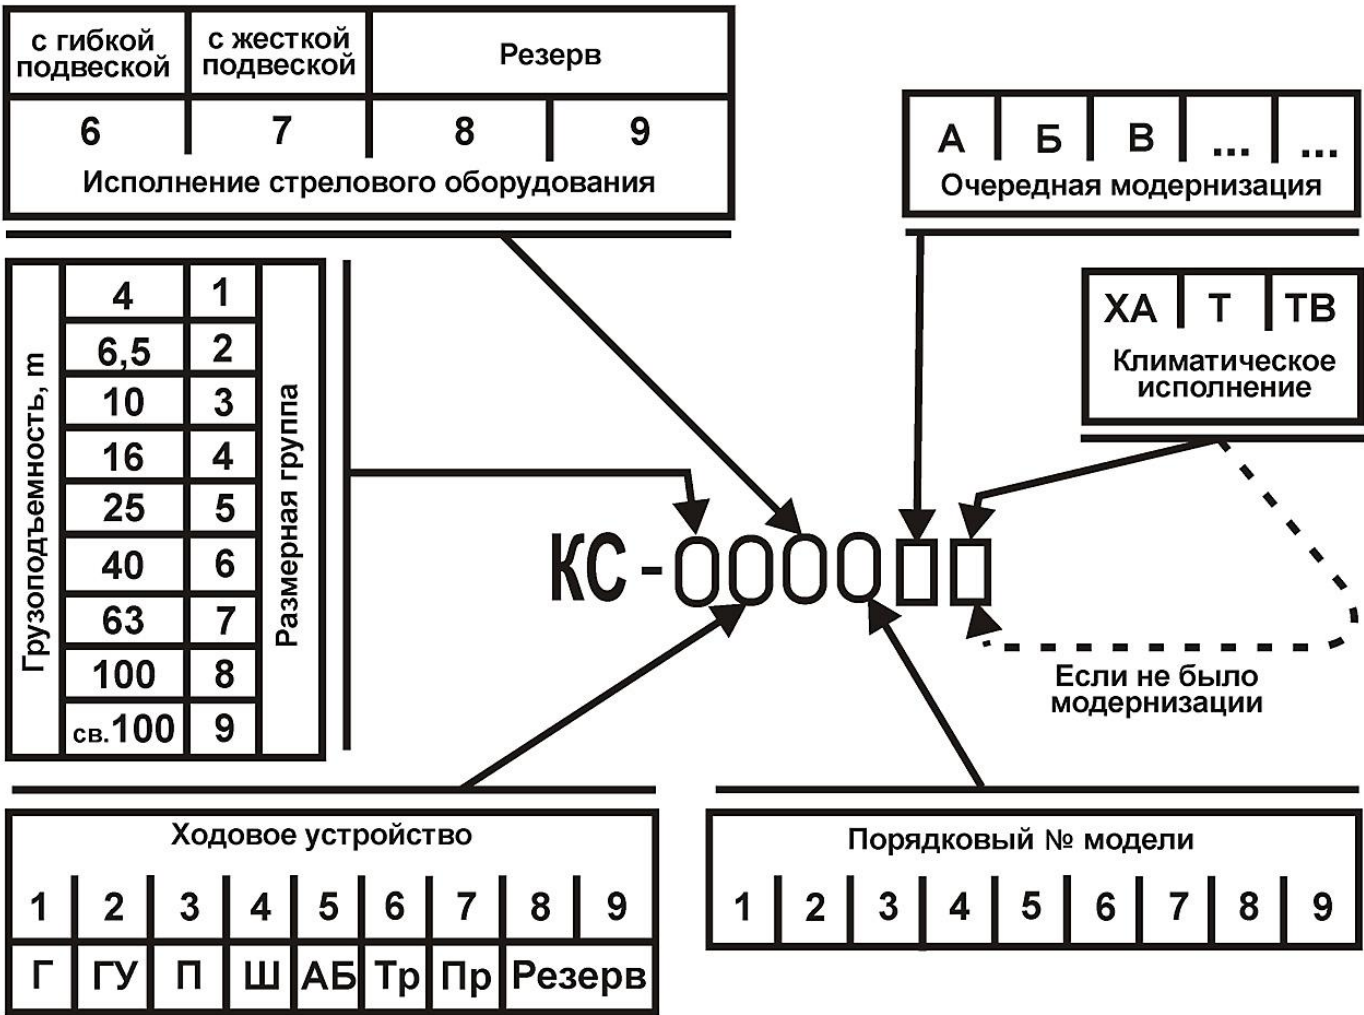 с гибкой подвеской
с жесткой подвеской
Резерв
6 7 8 9
Исполнение стрелового оборудования
А Б В ... ...
Очередная модернизация
ХА Т ТВ
Климатическое
исполнение
Грузоподъемность, m
Размерная группа
4 1
6,5 2
10 3
16 4
25 5
40 6
63 7
100 8
св.100 9
КС-
Если не было
модернизации
Ходовое устройство
1 2 3 4 5 6 7 8 9
Г ГУ П Ш АБ Тр Пр Резерв
Порядковый № модели
1 2 3 4 5 6 7 8 9